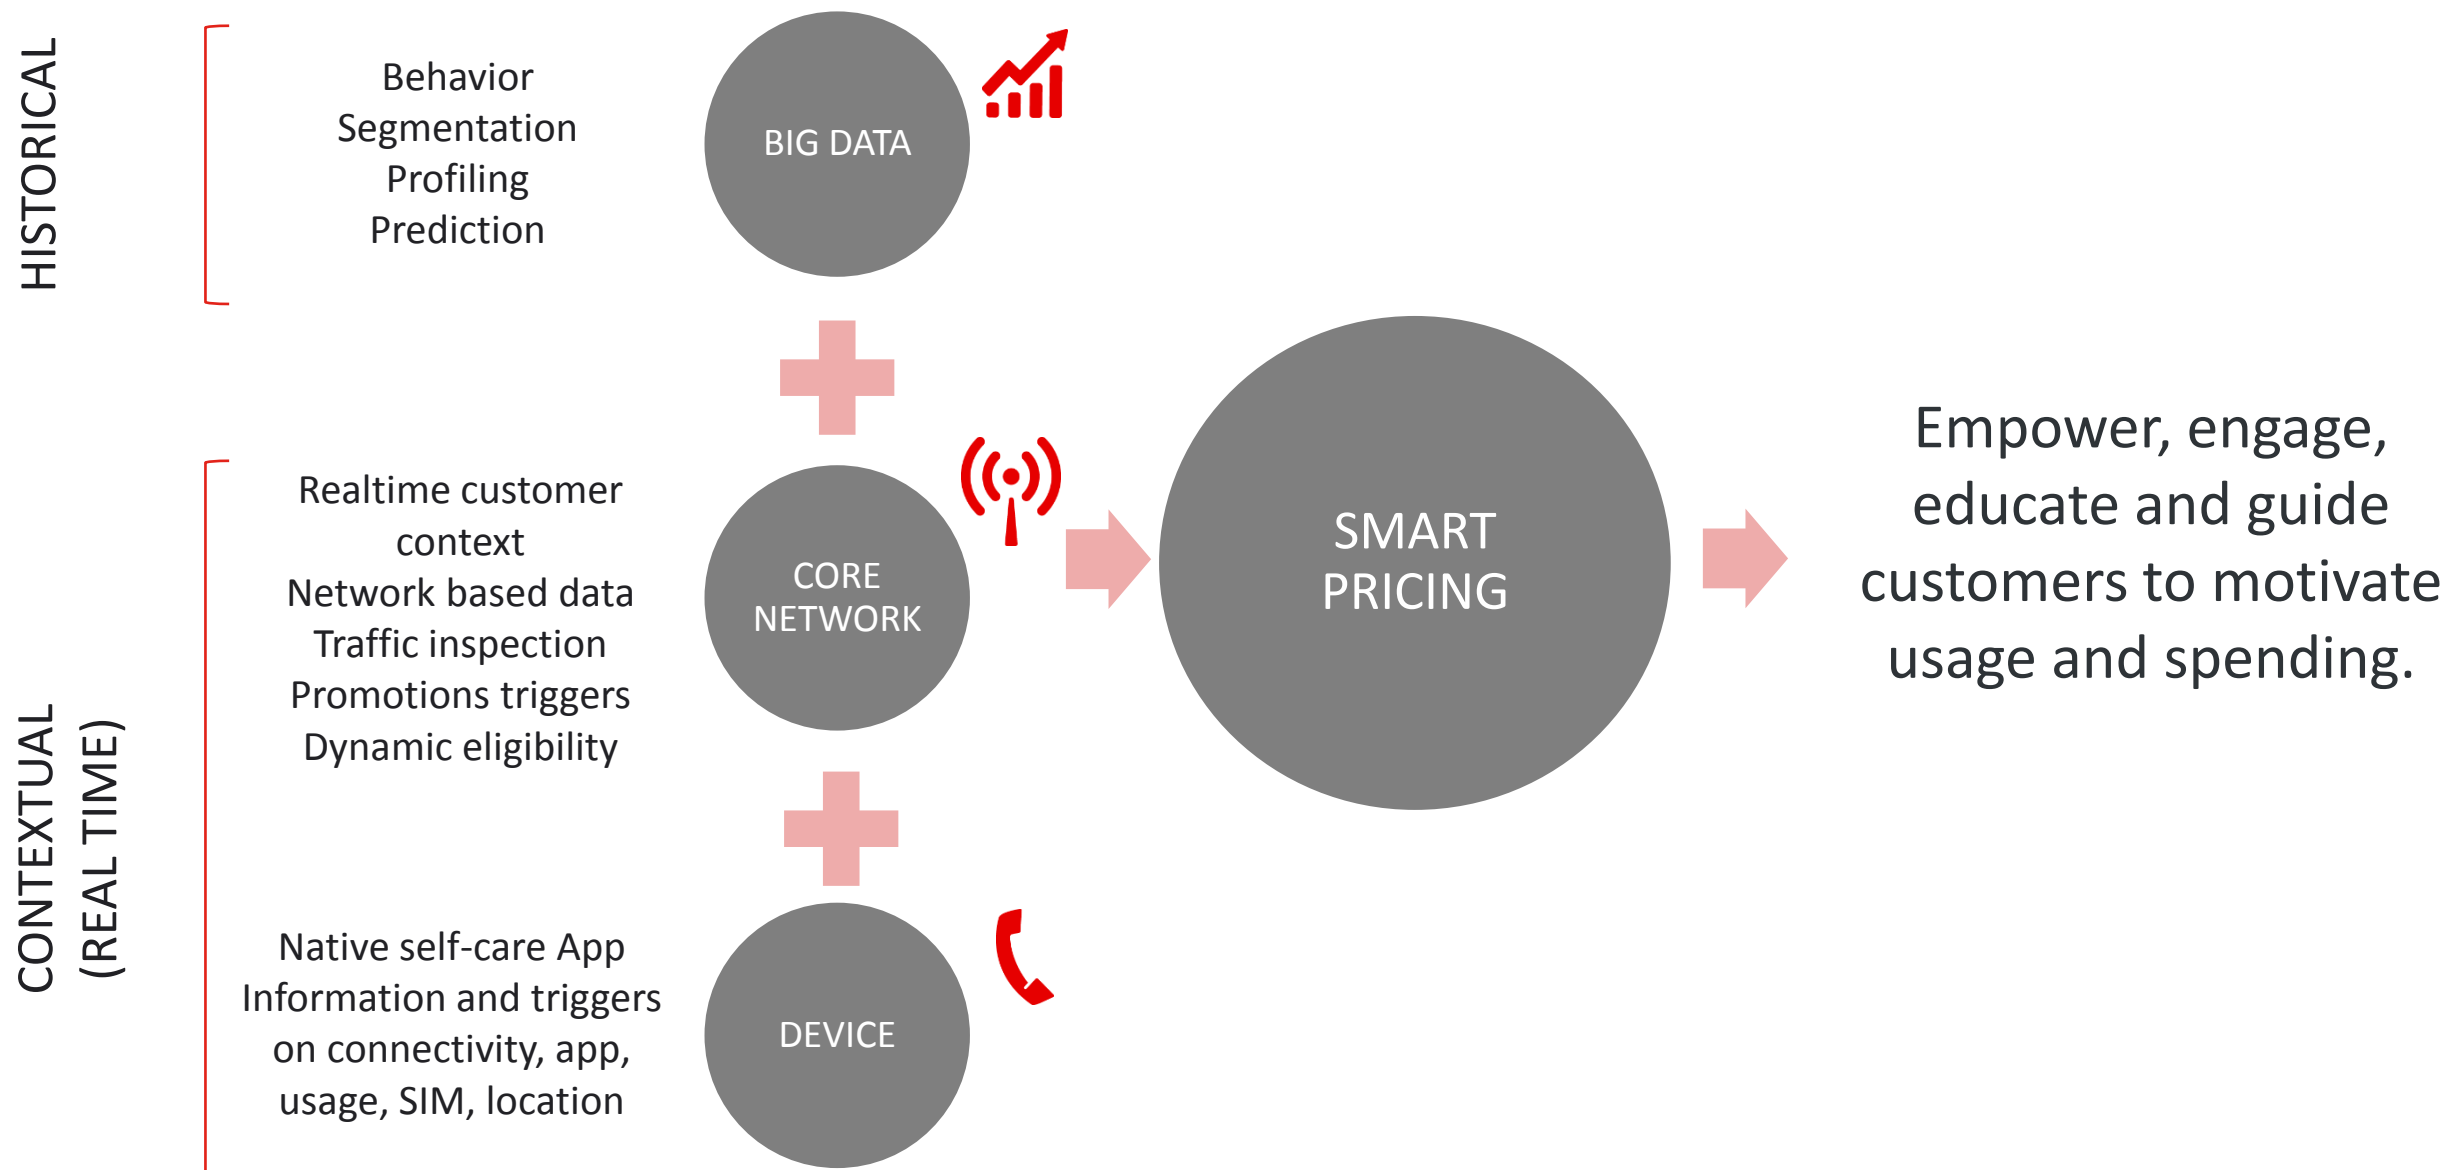 HISTORICAL
Behavior
Segmentation
Profiling
Prediction
BIG DATA
CONTEXTUAL
(REAL TIME)
Realtime customer
context
Network based data
Traffic inspection
Promotions triggers
Dynamic eligibility
CORE
NETWORK
Native self-care App
Information and triggers
on connectivity, app,
usage, SIM, location
DEVICE
SMART
PRICING
Empower, engage,
educate and guide
customers to motivate
usage and spending.